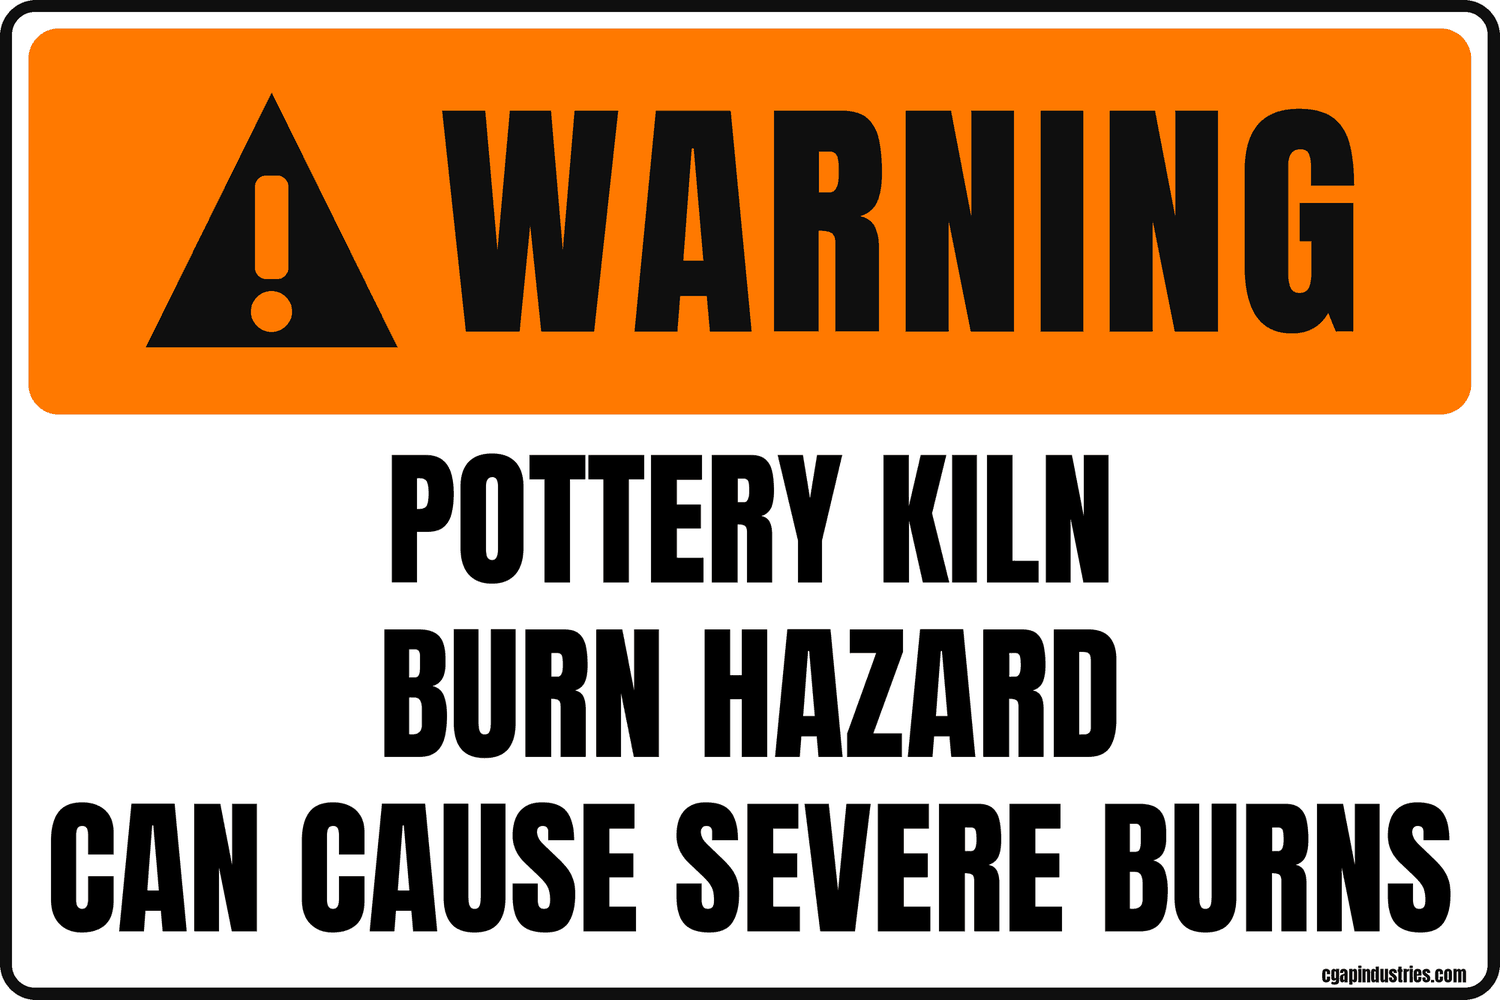 WARNING
POTTERY KILN
BURN HAZARD
CAN CAUSE SEVERE BURNS
cgapindustries.com